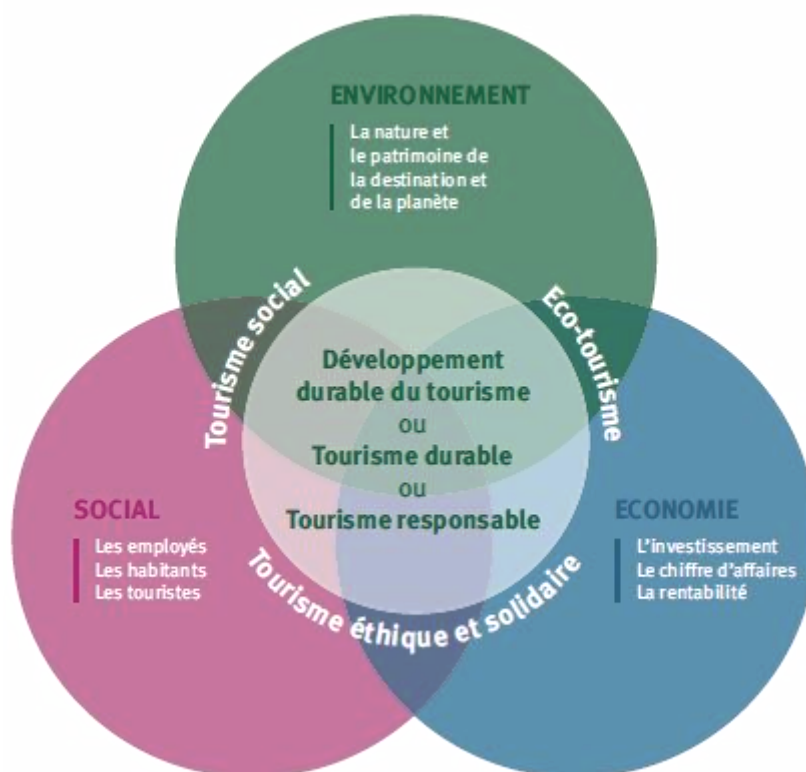 ENVIRONNEMENT
La nature et
le patrimoine de
la destination et
de la planète
Tourisme social
Eco-tourisme
Développement
durable du tourisme
ou
Tourisme durable
ou
Tourisme responsable
SOCIAL
Les employés
Les habitants
Les touristes
ECONOMIE
L'investissement
Le chiffre d'affaires
La rentabilité
Tourisme éthique et solidaire